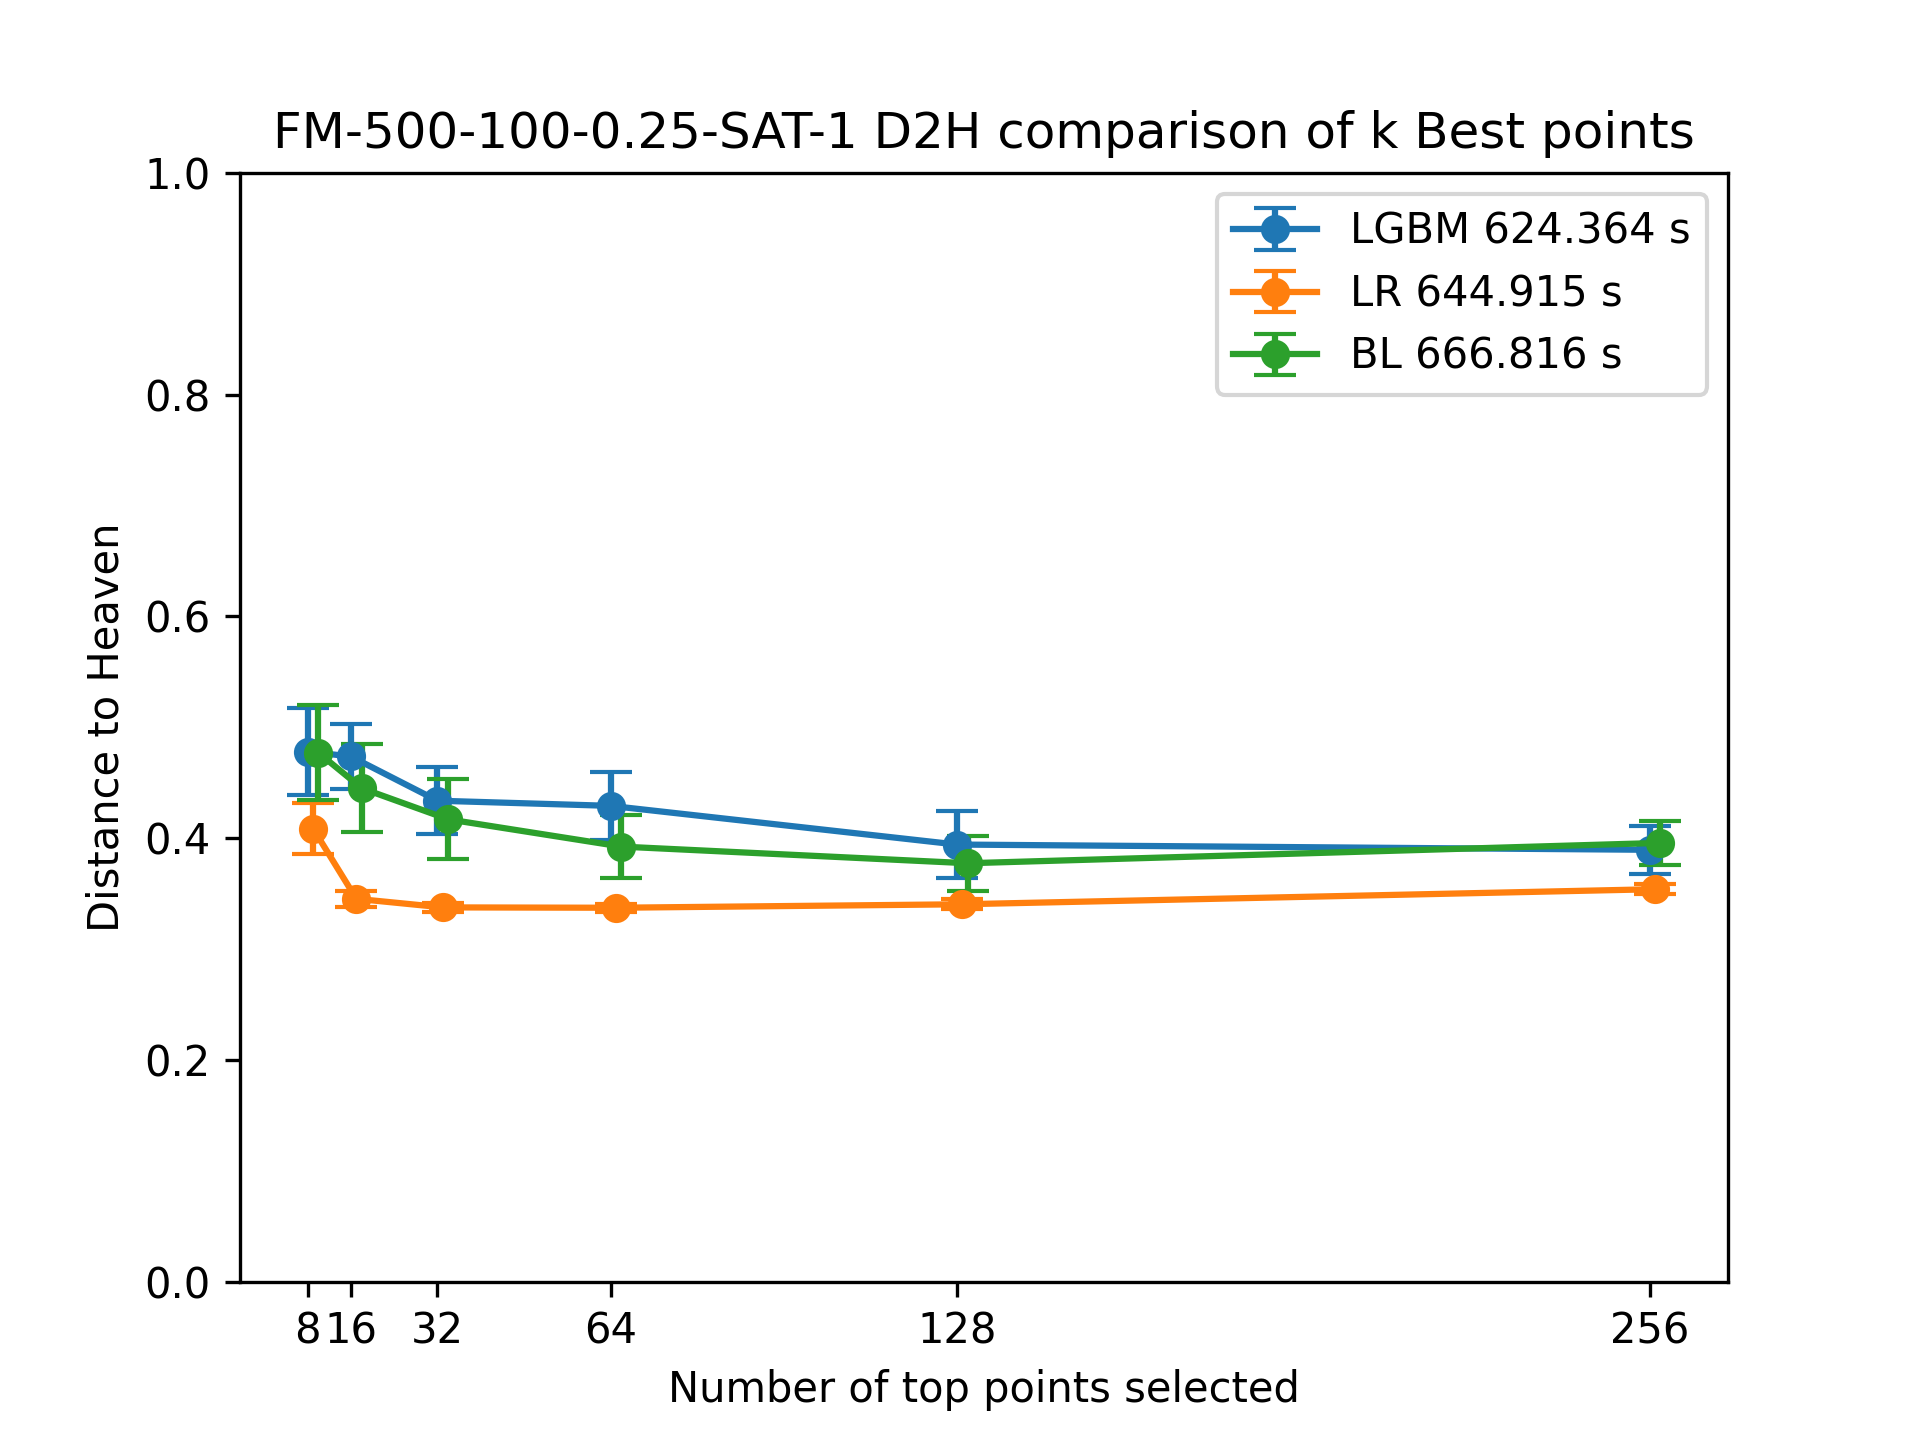 FM-500-100-0.25-SAT-1 D2H comparison of k Best points
1.0
0.8
0.6
0.4
0.2
0.0
Distance to Heaven
LGBM 624.364 s
LR 644.915 s
BL 666.816 s
8 16 32 64 128 256
Number of top points selected